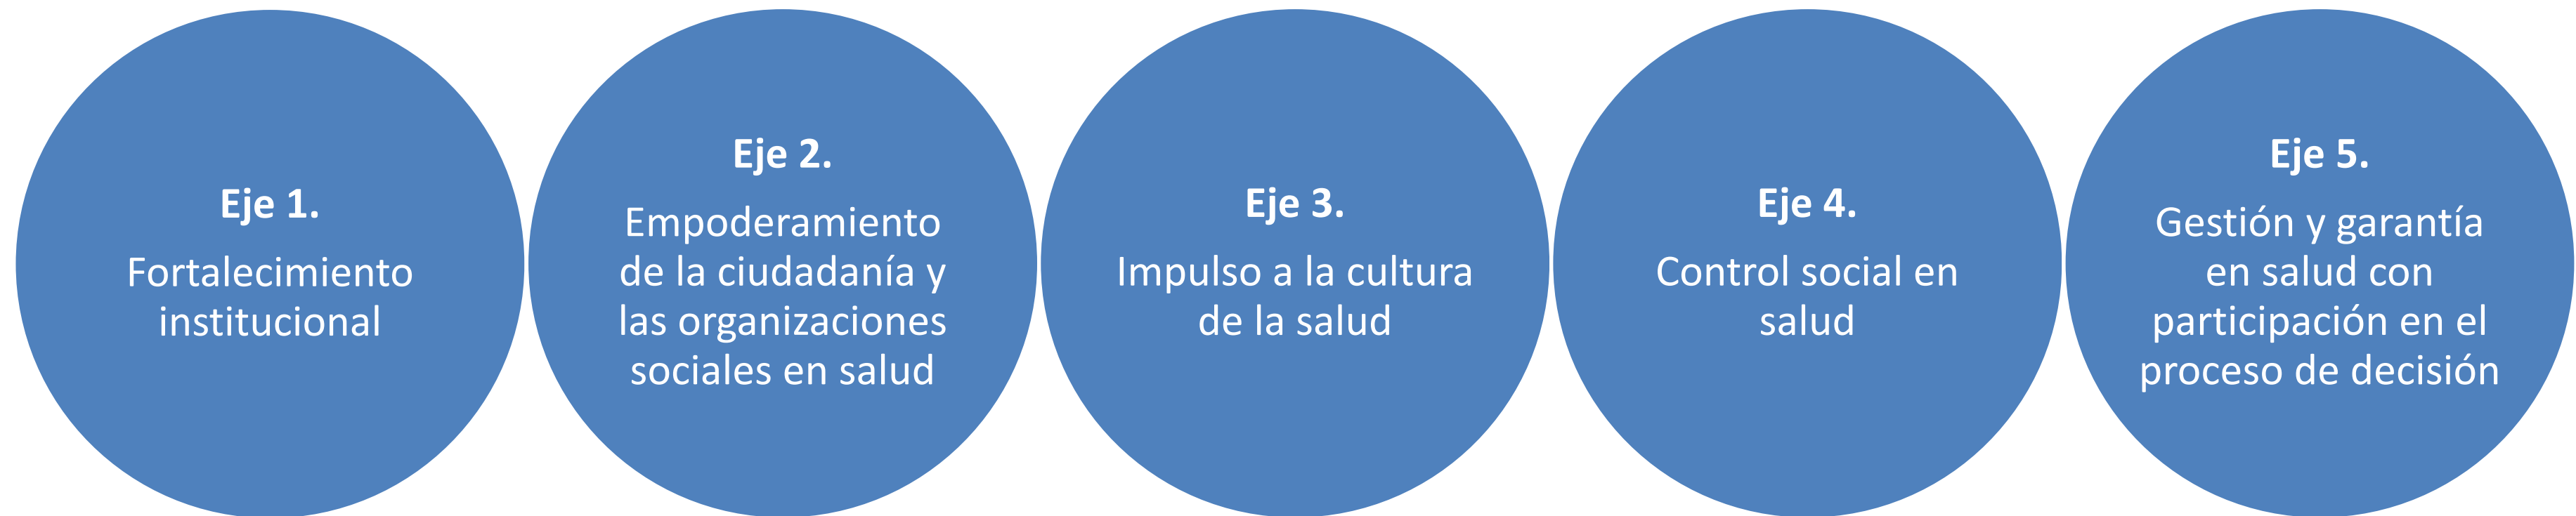 Eje 1.
Fortalecimiento
institucional
Eje 2.
Empoderamiento
de la ciudadanía y
las organizaciones
sociales en salud
Eje 3.
Impulso a la cultura
de la salud
Eje 4.
Control social en
salud
Eje 5.
Gestión y garantía
en salud con
participación en el
proceso de decisión